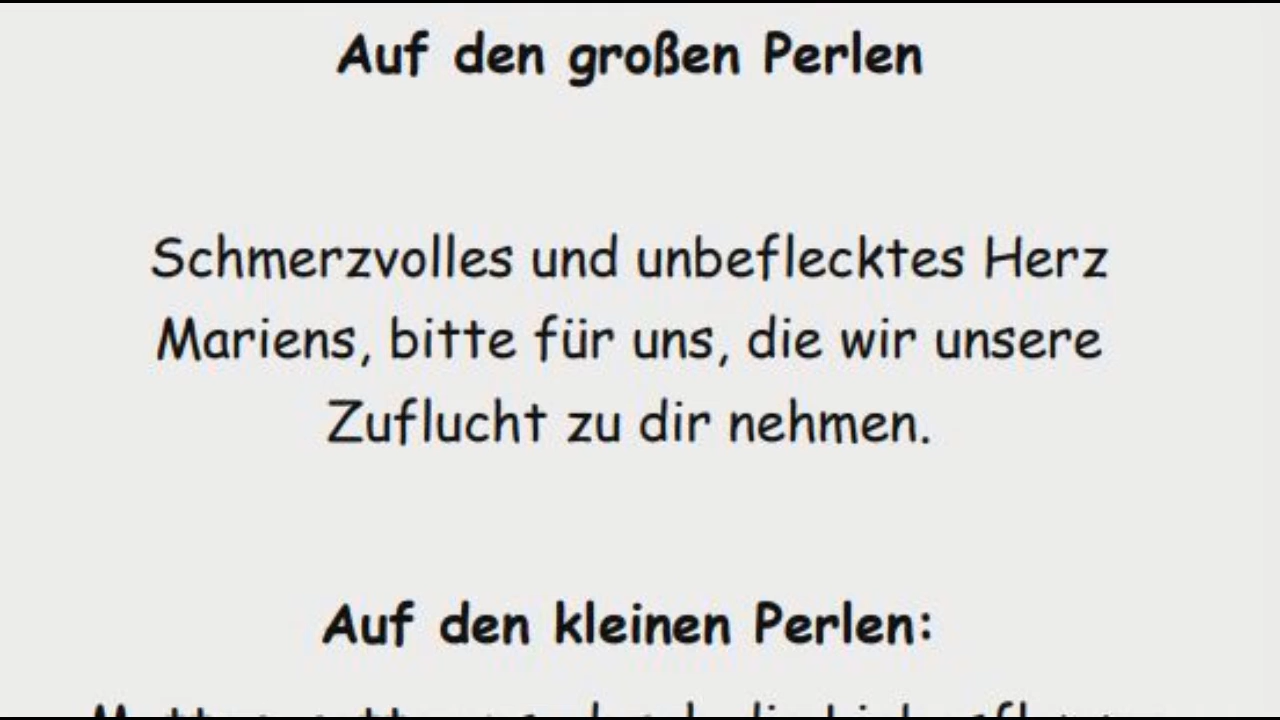 Auf den großen Perlen
Schmerzvolles und unbeflecktes Herz
Mariens, bitte für uns, die wir unsere
Zuflucht zu dir nehmen.
Auf den kleinen Perlen: